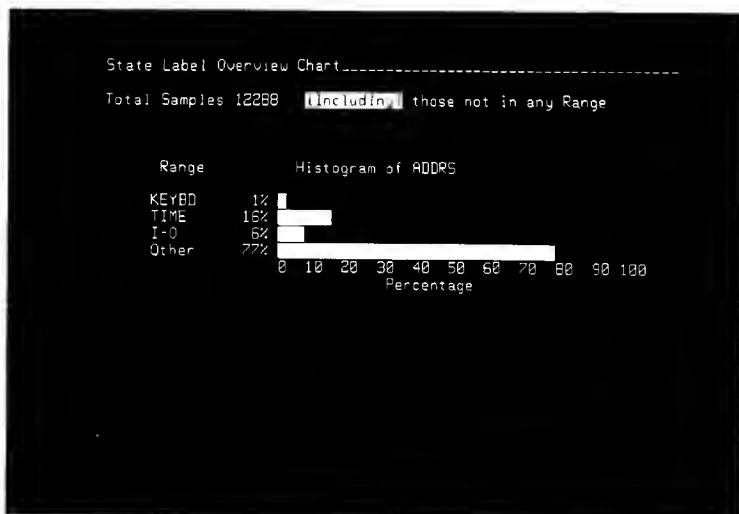 State Label Overview Chart
Total Samples 12288 [Including] those not in any Range
Range Histogram of ADDRS
KEYBD 1%
TIME 16%
I-O 6%
Other 77%
0 10 20 30 40 50 60 70 80 90 100
Percentage